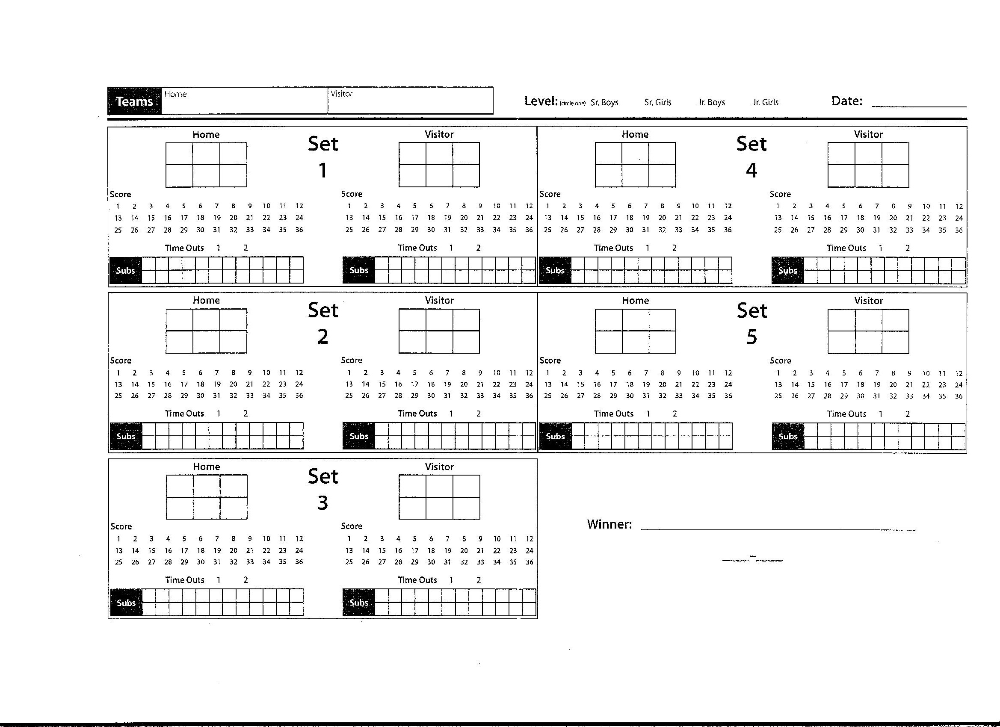 Teams Home Visitor Level: (circle one) Sr. Boys Sr. Girls Jr. Boys Jr. Girls Date:
Home Set Visitor
1
Score Score
1 2 3 4 5 6 7 8 9 10 11 12 1 2 3 4 5 6 7 8 9 10 11 12
13 14 15 16 17 18 19 20 21 22 23 24 13 14 15 16 17 18 19 20 21 22 23 24
25 26 27 28 29 30 31 32 33 34 35 36 25 26 27 28 29 30 31 32 33 34 35 36
Time Outs 1 2 Time Outs 1 2
Subs Subs
Home Set Visitor
2
Score Score
1 2 3 4 5 6 7 8 9 10 11 12 1 2 3 4 5 6 7 8 9 10 11 12
13 14 15 16 17 18 19 20 21 22 23 24 13 14 15 16 17 18 19 20 21 22 23 24
25 26 27 28 29 30 31 32 33 34 35 36 25 26 27 28 29 30 31 32 33 34 35 36
Time Outs 1 2 Time Outs 1 2
Subs Subs
Home Set Visitor
3
Score Score
1 2 3 4 5 6 7 8 9 10 11 12 1 2 3 4 5 6 7 8 9 10 11 12
13 14 15 16 17 18 19 20 21 22 23 24 13 14 15 16 17 18 19 20 21 22 23 24
25 26 27 28 29 30 31 32 33 34 35 36 25 26 27 28 29 30 31 32 33 34 35 36
Time Outs 1 2 Time Outs 1 2
Subs Subs
Home Set Visitor
4
Score Score
1 2 3 4 5 6 7 8 9 10 11 12 1 2 3 4 5 6 7 8 9 10 11 12
13 14 15 16 17 18 19 20 21 22 23 24 13 14 15 16 17 18 19 20 21 22 23 24
25 26 27 28 29 30 31 32 33 34 35 36 25 26 27 28 29 30 31 32 33 34 35 36
Time Outs 1 2 Time Outs 1 2
Subs Subs
Home Set Visitor
5
Score Score
1 2 3 4 5 6 7 8 9 10 11 12 1 2 3 4 5 6 7 8 9 10 11 12
13 14 15 16 17 18 19 20 21 22 23 24 13 14 15 16 17 18 19 20 21 22 23 24
25 26 27 28 29 30 31 32 33 34 35 36 25 26 27 28 29 30 31 32 33 34 35 36
Time Outs 1 2 Time Outs 1 2
Subs Subs
Winner:
-